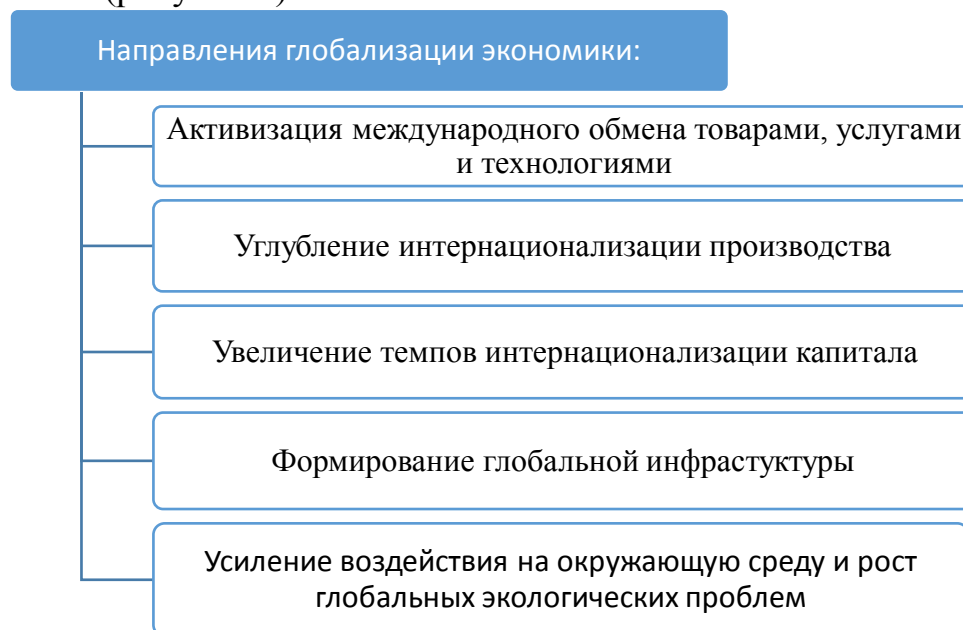 Направления глобализации экономики:
Активизация международного обмена товарами, услугами
и технологиями
Углубление интернационализации производства
Увеличение темпов интернационализации капитала
Формирование глобальной инфрастуктуры
Усиление воздействия на окружающую среду и рост
глобальных экологических проблем